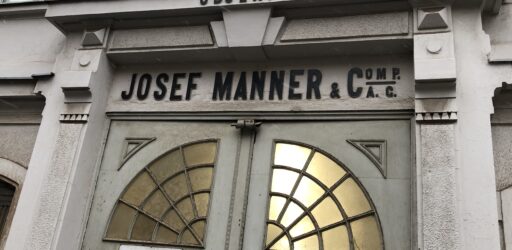 JOSEF MANNER & COMP. A.G.